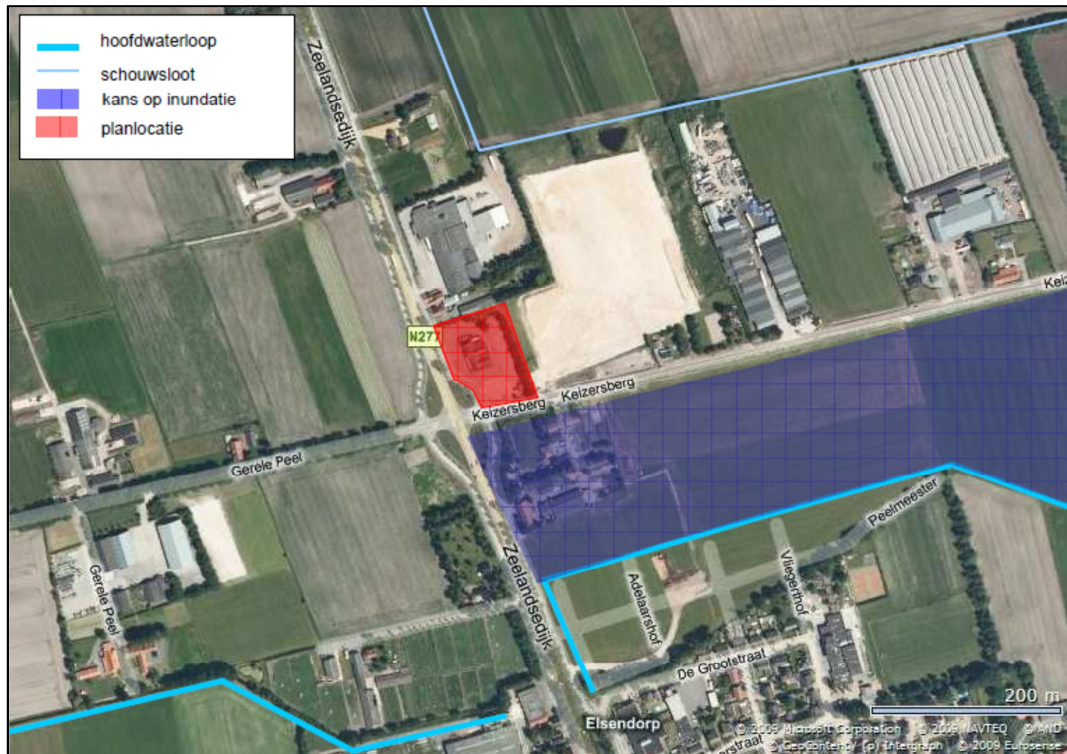 hoofdwaterloop
schouwsloot
kans op inundatie
planlocatie
Zeelandsedijk
N277
Keizersberg
Keizersberg
Gerele Peel
Gerele Peel
Zeelandsedijk
Peelmeester
Vliegerthof
Adelaarshof
De Grootstraat
Elsendorp
200 m
© 2009 Microsoft Corporation © 2009 NAVTEQ © AND
© GeoContent / (p) Intergraph © 2009 Eurosense